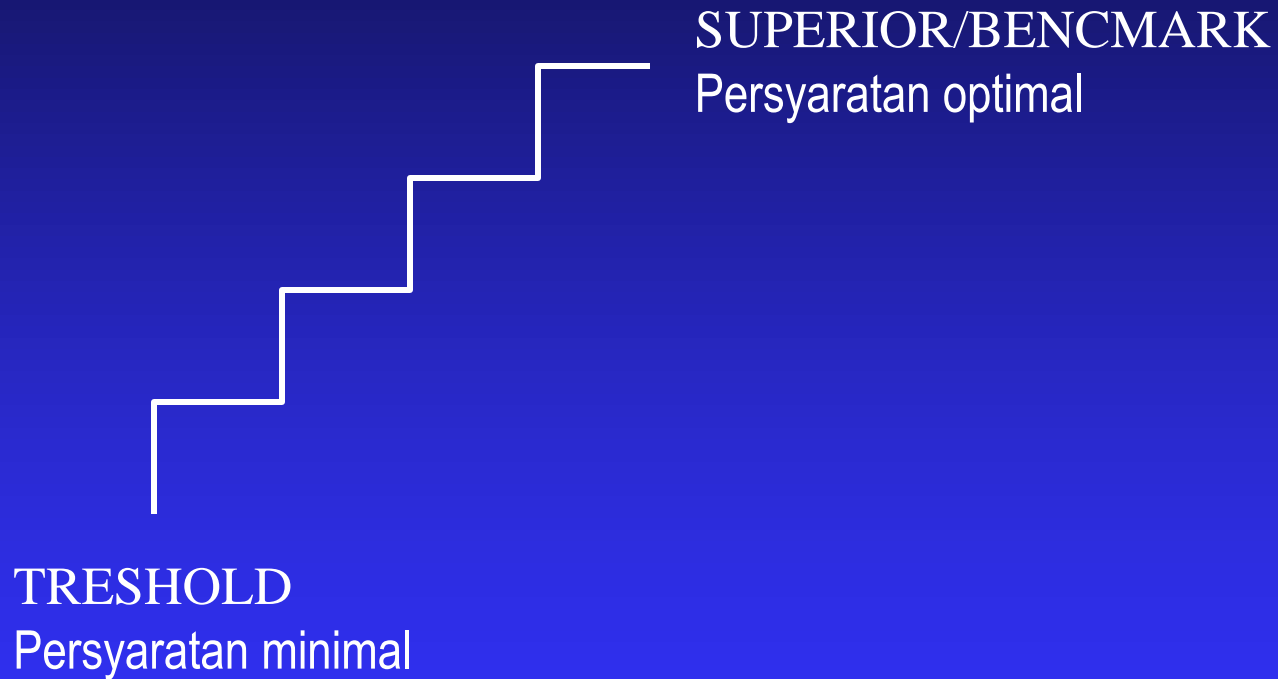 SUPERIOR/BENCMARK
Persyaratan optimal
TRESHOLD
Persyaratan minimal